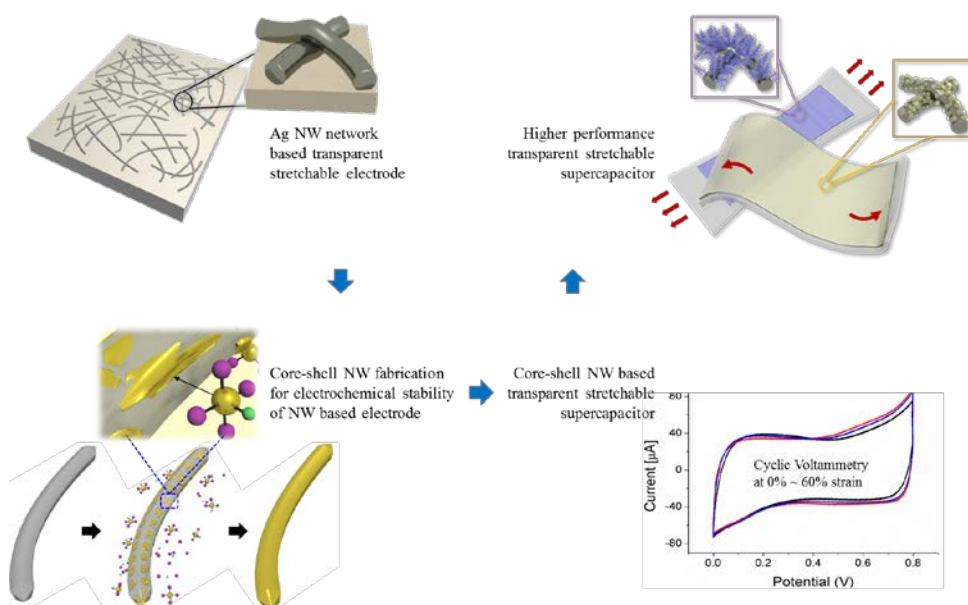 Ag NW network
based transparent
stretchable electrode
Higher performance
transparent stretchable
supercapacitor
Core-shell NW fabrication
for electrochemical stability
of NW based electrode
Core-shell NW based
transparent stretchable
supercapacitor
80
40
0
-40
-80
Current [μA]
Cyclic Voltammetry
at 0% ~ 60% strain
0.0 0.2 0.4 0.6 0.8
Potential (V)